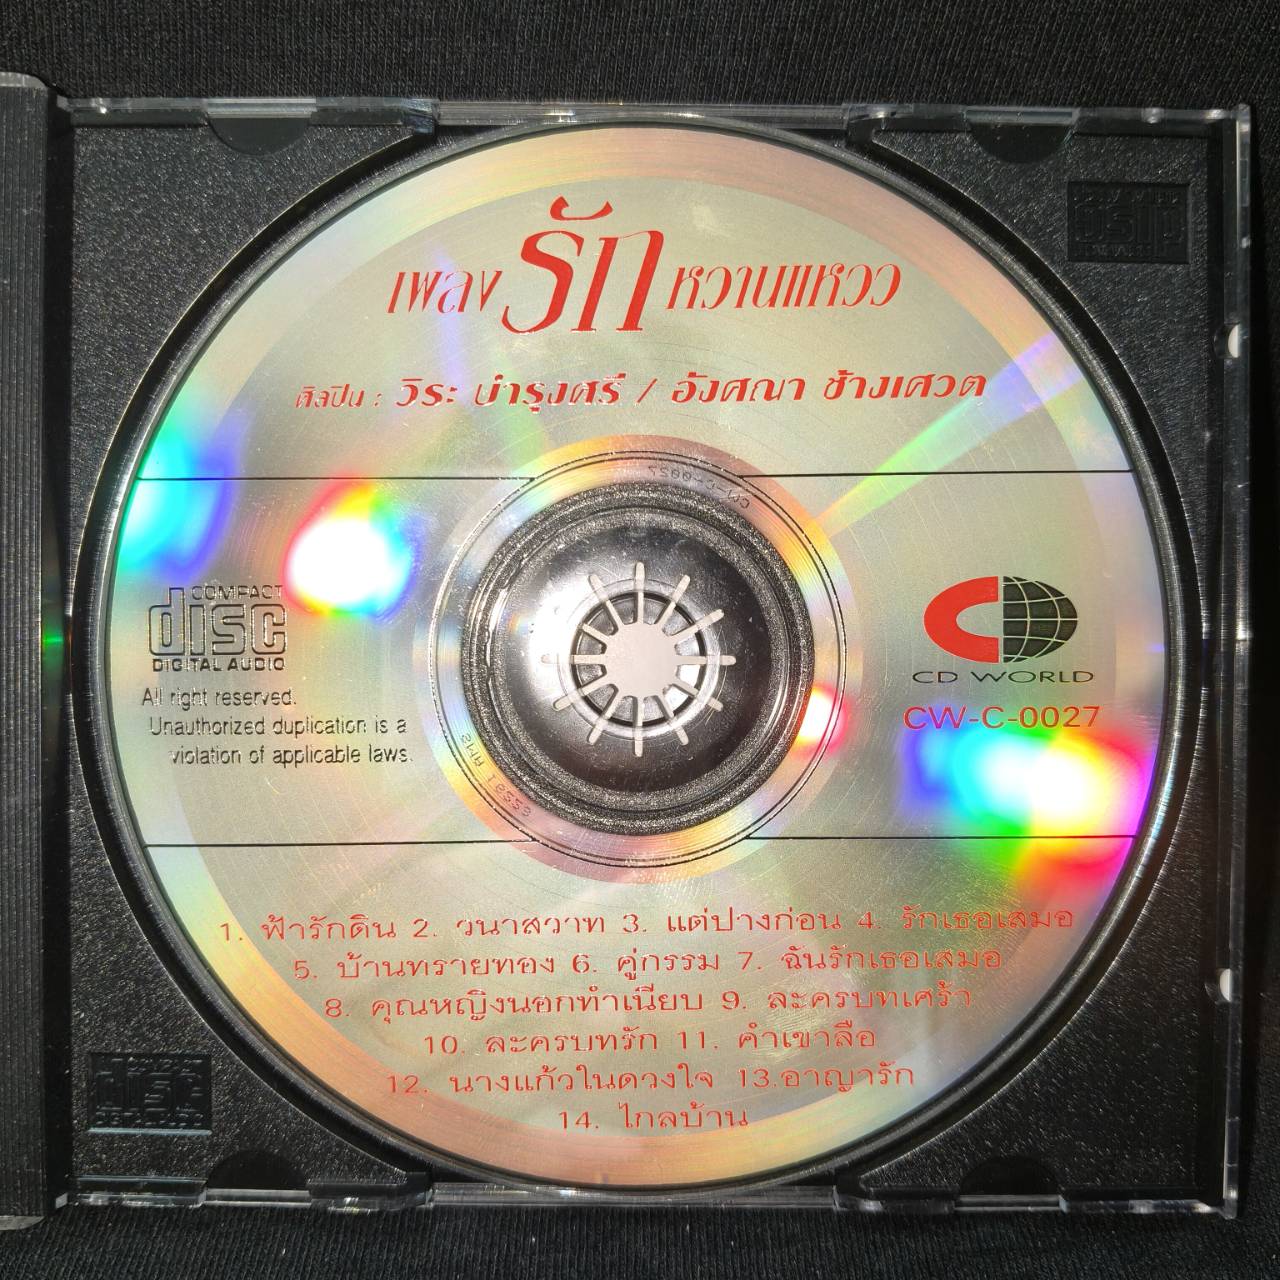 เพลง รัก หวานแหวว
ศิลปิน : วิระ บำรุงศรี / อังศณา ช้างเศวต
CW-C-0027
COMPACT
disc
DIGITAL AUDIO
All right reserved.
Unauthorized duplication is a
violation of applicable laws.
CD WORLD
CW-C-0027
1. ฟ้ารักดิน 2. วนาสวาท 3. แต่ปางก่อน 4. รักเธอเสมอ
5. บ้านทรายทอง 6. คู่กรรม 7. ฉันรักเธอเสมอ
8. คุณหญิงนอกทำเนียบ 9. ละครบทเศร้า
10. ละครบทรัก 11. คำเขาลือ
12. นางแก้วในดวงใจ 13.อาญารัก
14. ไกลบ้าน